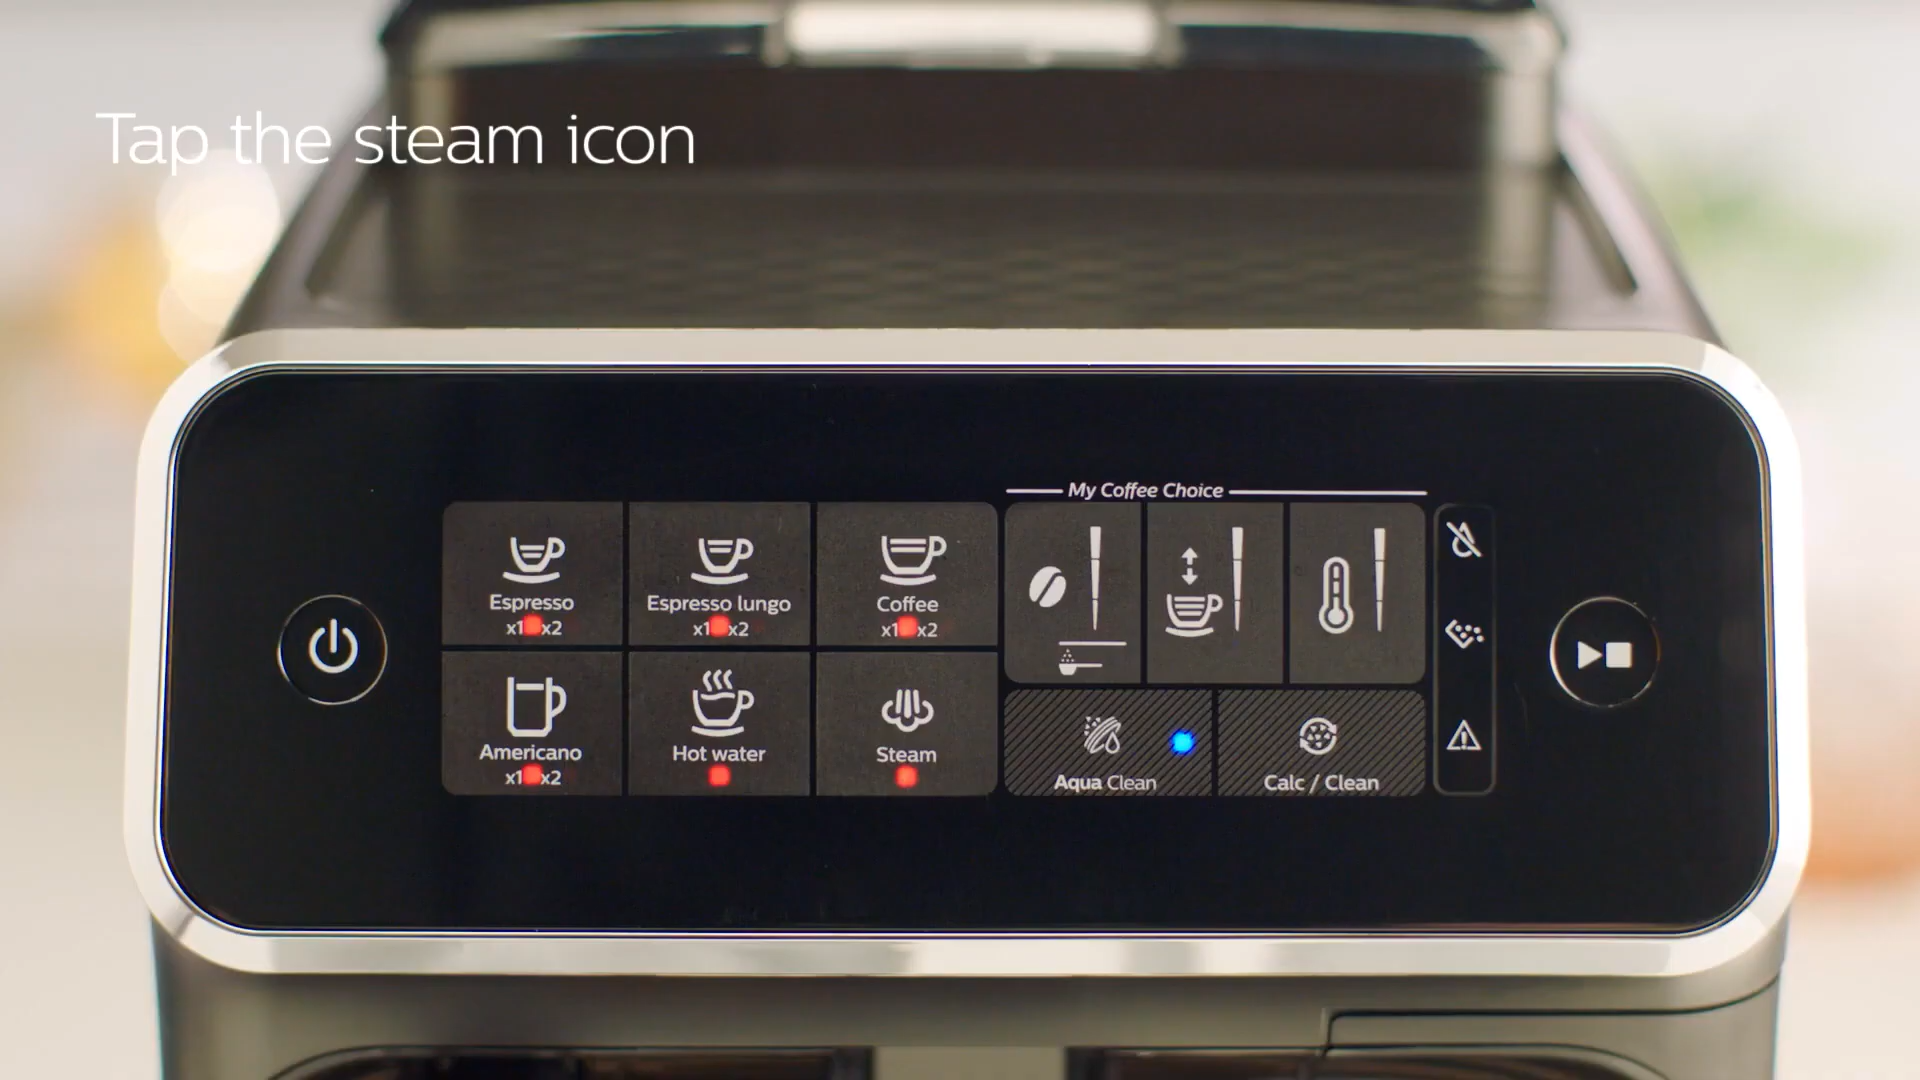 Tap the steam icon
My Coffee Choice
Espresso
x1 x2
Espresso lungo
x1 x2
Coffee
x1 x2
Americano
x1 x2
Hot water
Steam
Aqua Clean
Calc / Clean